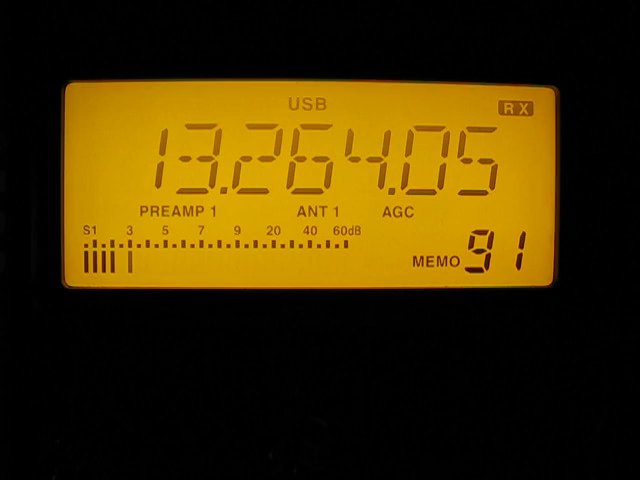 USB RX
13.264.05
PREAMP 1 ANT 1 AGC
S1 3 5 7 9 20 40 60dB
MEMO 91